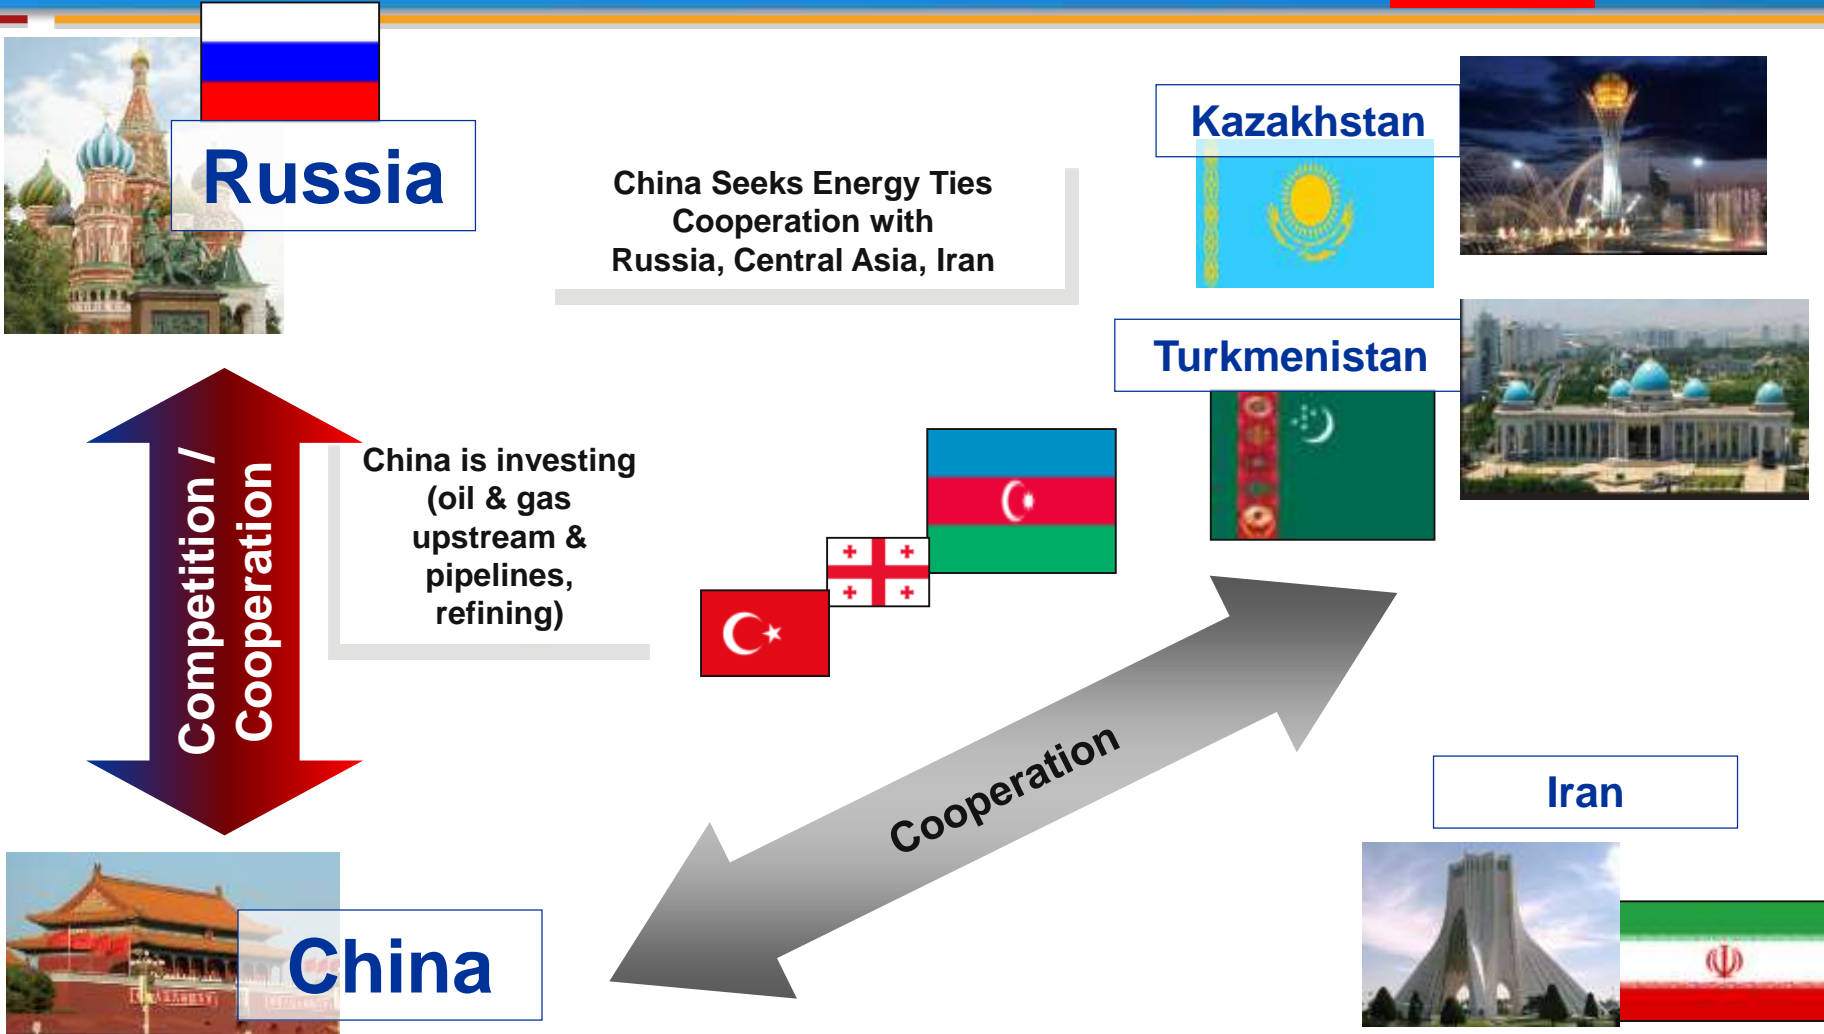 Russia
China Seeks Energy Ties
Cooperation with
Russia, Central Asia, Iran
Kazakhstan
Turkmenistan
Competition /
Cooperation
China is investing
(oil & gas
upstream &
pipelines,
refining)
Cooperation
Iran
China